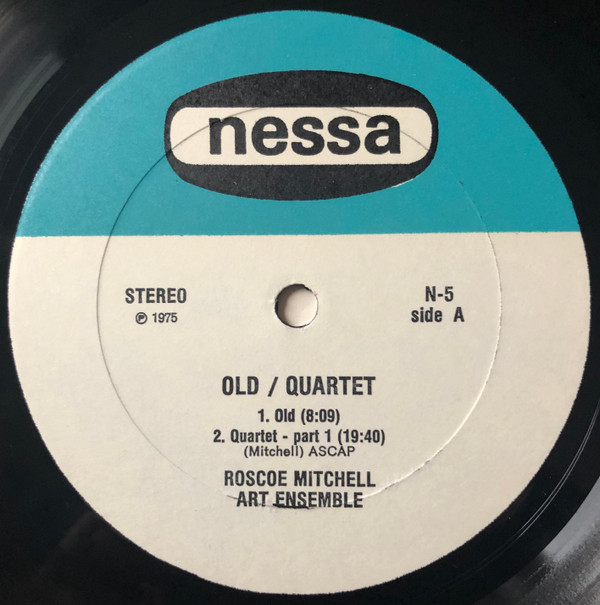 nessa
STEREO
℗ 1975
N-5
side A
OLD / QUARTET
1. Old (8:09)
2. Quartet - part 1 (19:40)
(Mitchell) ASCAP
ROSCOE MITCHELL
ART ENSEMBLE